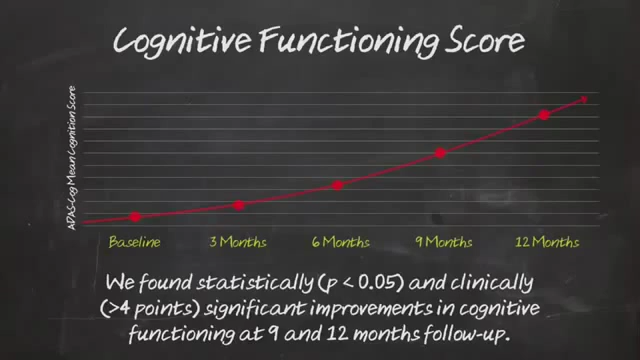 Cognitive Functioning Score
ADAS-Cog Mean Cognition Score
Baseline 3 Months 6 Months 9 Months 12 Months
We found statistically (p < 0.05) and clinically
(>4 points) significant improvements in cognitive
functioning at 9 and 12 months follow-up.